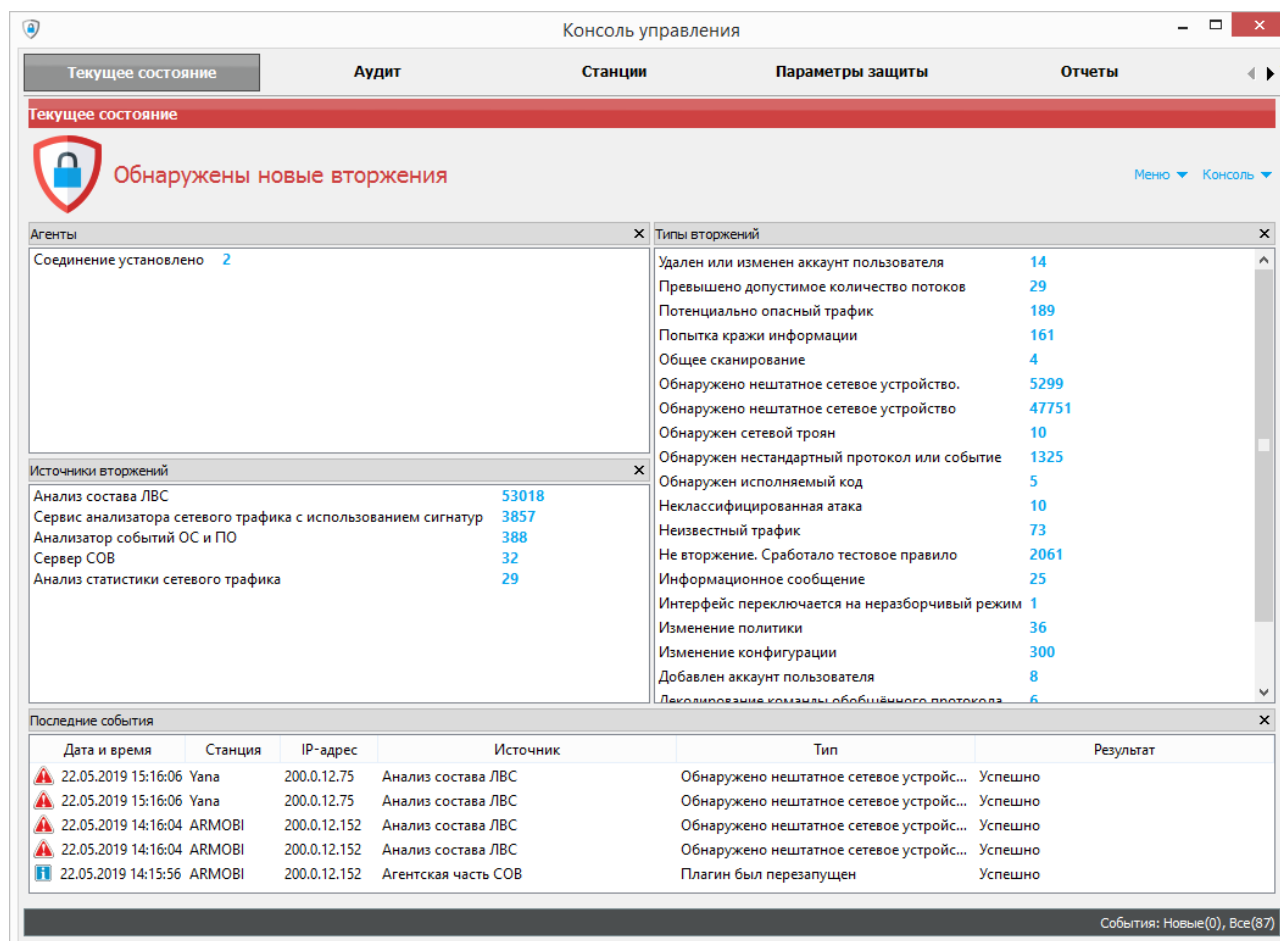 Консоль управления
Текущее состояние Аудит Станции Параметры защиты Отчеты
Текущее состояние
Обнаружены новые вторжения
Меню Консоль
Агенты
Соединение установлено 2
Источники вторжений
Анализ состава ЛВС 53018
Сервис анализатора сетевого трафика с использованием сигнатур 3857
Анализатор событий ОС и ПО 388
Сервер СОВ 32
Анализ статистики сетевого трафика 29
Типы вторжений
Удален или изменен аккаунт пользователя 14
Превышено допустимое количество потоков 29
Потенциально опасный трафик 189
Попытка кражи информации 161
Общее сканирование 4
Обнаружено нештатное сетевое устройство. 5299
Обнаружено нештатное сетевое устройство 47751
Обнаружен сетевой троян 10
Обнаружен нестандартный протокол или событие 1325
Обнаружен исполняемый код 5
Неклассифицированная атака 10
Неизвестный трафик 73
Не вторжение. Сработало тестовое правило 2061
Информационное сообщение 25
Интерфейс переключается на неразборчивый режим 1
Изменение политики 36
Изменение конфигурации 300
Добавлен аккаунт пользователя 8
Декодирование команды обобщённого протокола 6
Последние события
Дата и время Станция IP-адрес Источник Тип Результат
22.05.2019 15:16:06 Yana 200.0.12.75 Анализ состава ЛВС Обнаружено нештатное сетевое устройс... Успешно
22.05.2019 15:16:06 Yana 200.0.12.75 Анализ состава ЛВС Обнаружено нештатное сетевое устройс... Успешно
22.05.2019 14:16:04 ARMOBI 200.0.12.152 Анализ состава ЛВС Обнаружено нештатное сетевое устройс... Успешно
22.05.2019 14:16:04 ARMOBI 200.0.12.152 Анализ состава ЛВС Обнаружено нештатное сетевое устройс... Успешно
22.05.2019 14:15:56 ARMOBI 200.0.12.152 Агентская часть СОВ Плагин был перезапущен Успешно
События: Новые(0), Все(87)